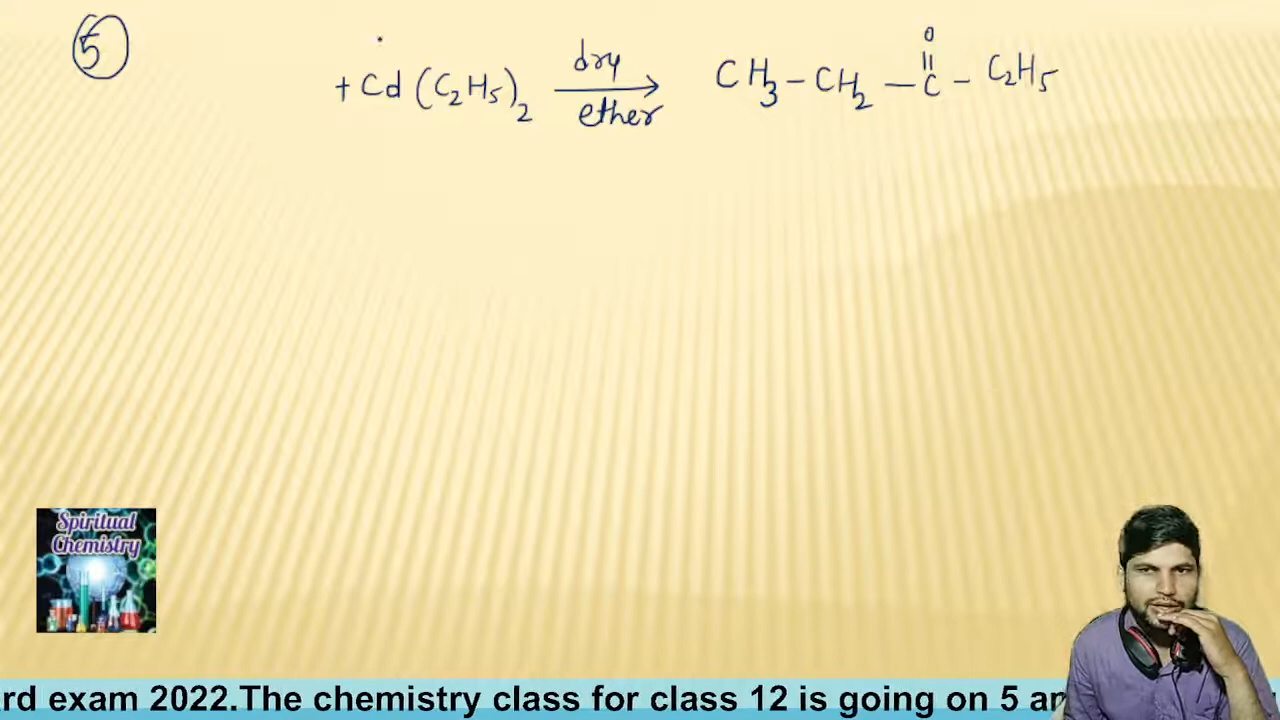 5
+ Cd (C₂H₅)₂ dry ether → CH₃ – CH₂ – C(=O) – C₂H₅
Spiritual
Chemistry
rd exam 2022.The chemistry class for class 12 is going on 5 an